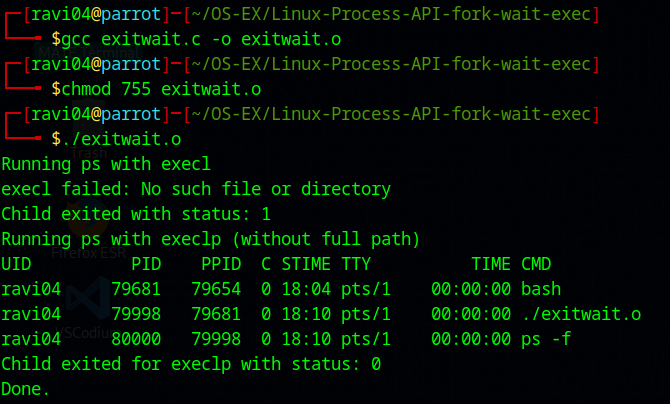 ┌─[ravi04@parrot]─[~/OS-EX/Linux-Process-API-fork-wait-exec]
└──╼ $gcc exitwait.c -o exitwait.o
┌─[ravi04@parrot]─[~/OS-EX/Linux-Process-API-fork-wait-exec]
└──╼ $chmod 755 exitwait.o
┌─[ravi04@parrot]─[~/OS-EX/Linux-Process-API-fork-wait-exec]
└──╼ $./exitwait.o
Running ps with execl
execl failed: No such file or directory
Child exited with status: 1
Running ps with execlp (without full path)
Firefox ESR
UID          PID    PPID  C STIME TTY          TIME CMD
ravi04     79681   79654  0 18:04 pts/1    00:00:00 bash
ravi04     79998   79681  0 18:10 pts/1    00:00:00 ./exitwait.o
ravi04     80000   79998  0 18:10 pts/1    00:00:00 ps -f
VSCodium
Child exited for execlp with status: 0
Done.